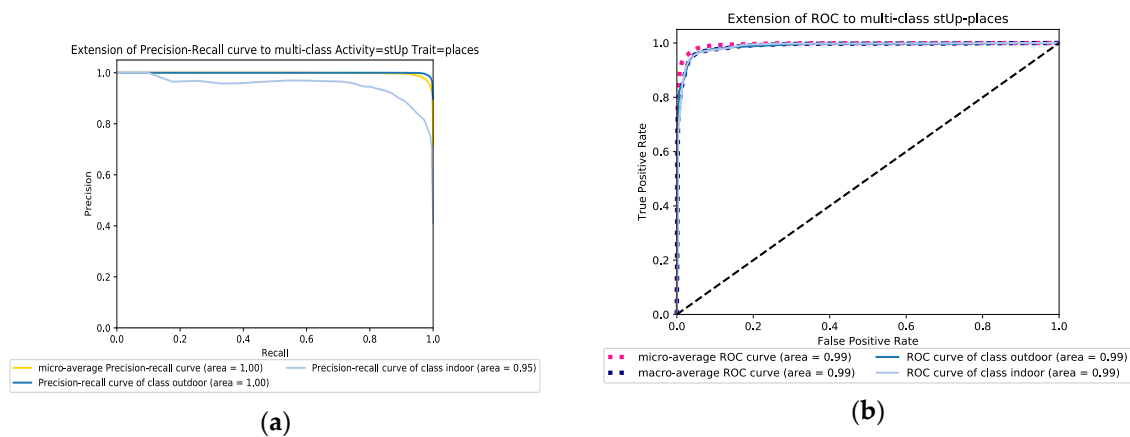 Extension of Precision-Recall curve to multi-class Activity=stUp Trait=places
1.0
0.8
0.6
0.4
0.2
0.0
Precision
0.0 0.2 0.4 0.6 0.8 1.0
Recall
micro-average Precision-recall curve (area = 1.00)
Precision-recall curve of class outdoor (area = 1.00)
Precision-recall curve of class indoor (area = 0.95)
(a)
Extension of ROC to multi-class stUp-places
1.0
0.8
0.6
0.4
0.2
0.0
True Positive Rate
0.0 0.2 0.4 0.6 0.8 1.0
False Positive Rate
micro-average ROC curve (area = 0.99)
macro-average ROC curve (area = 0.99)
ROC curve of class outdoor (area = 0.99)
ROC curve of class indoor (area = 0.99)
(b)